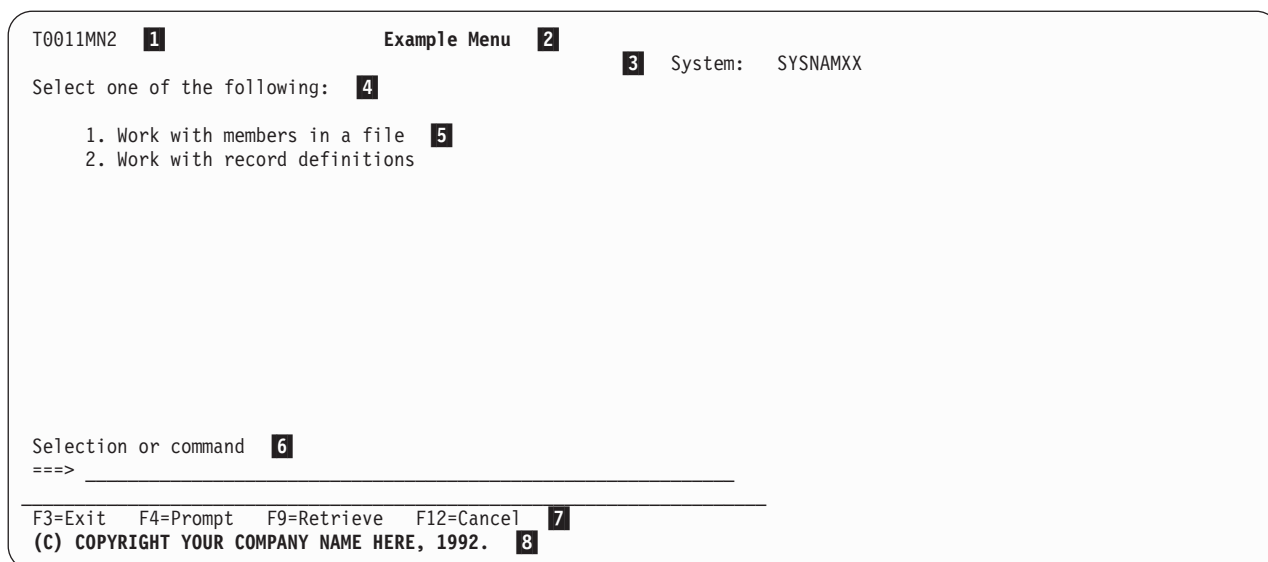 T0011MN2 1 Example Menu 2
3 System: SYSNAMXX
Select one of the following: 4
1. Work with members in a file 5
2. Work with record definitions
Selection or command 6
===>
F3=Exit F4=Prompt F9=Retrieve F12=Cancel 7
(C) COPYRIGHT YOUR COMPANY NAME HERE, 1992. 8